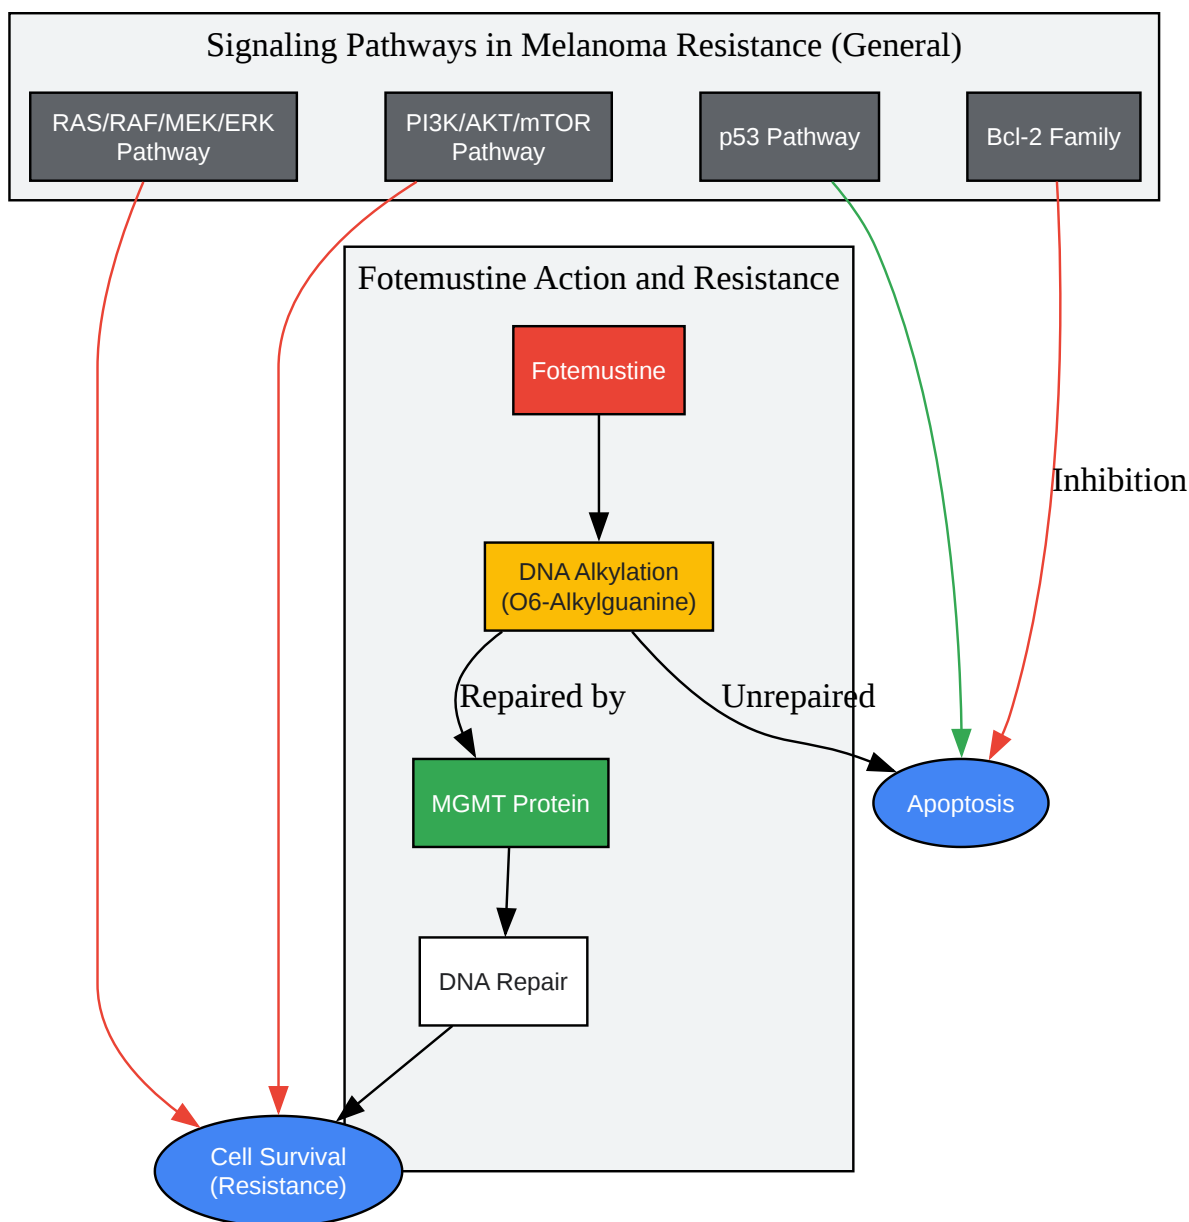 Signaling Pathways in Melanoma Resistance (General)
RAS/RAF/MEK/ERK
Pathway
PI3K/AKT/mTOR
Pathway
p53 Pathway
Bcl-2 Family
Fotemustine Action and Resistance
Fotemustine
Inhibition
DNA Alkylation
(O6-Alkylguanine)
Repaired by
Unrepaired
MGMT Protein
Apoptosis
DNA Repair
Cell Survival
(Resistance)